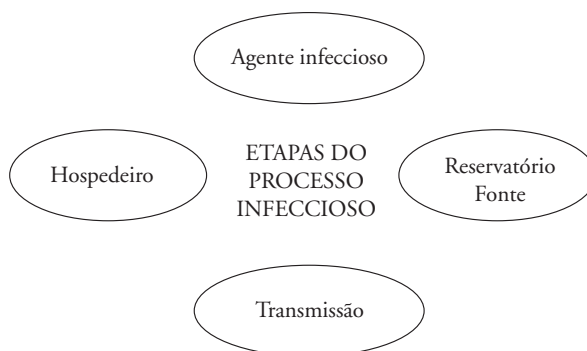 Agente infeccioso
Hospedeiro
ETAPAS DO
PROCESSO
INFECCIOSO
Reservatório
Fonte
Transmissão